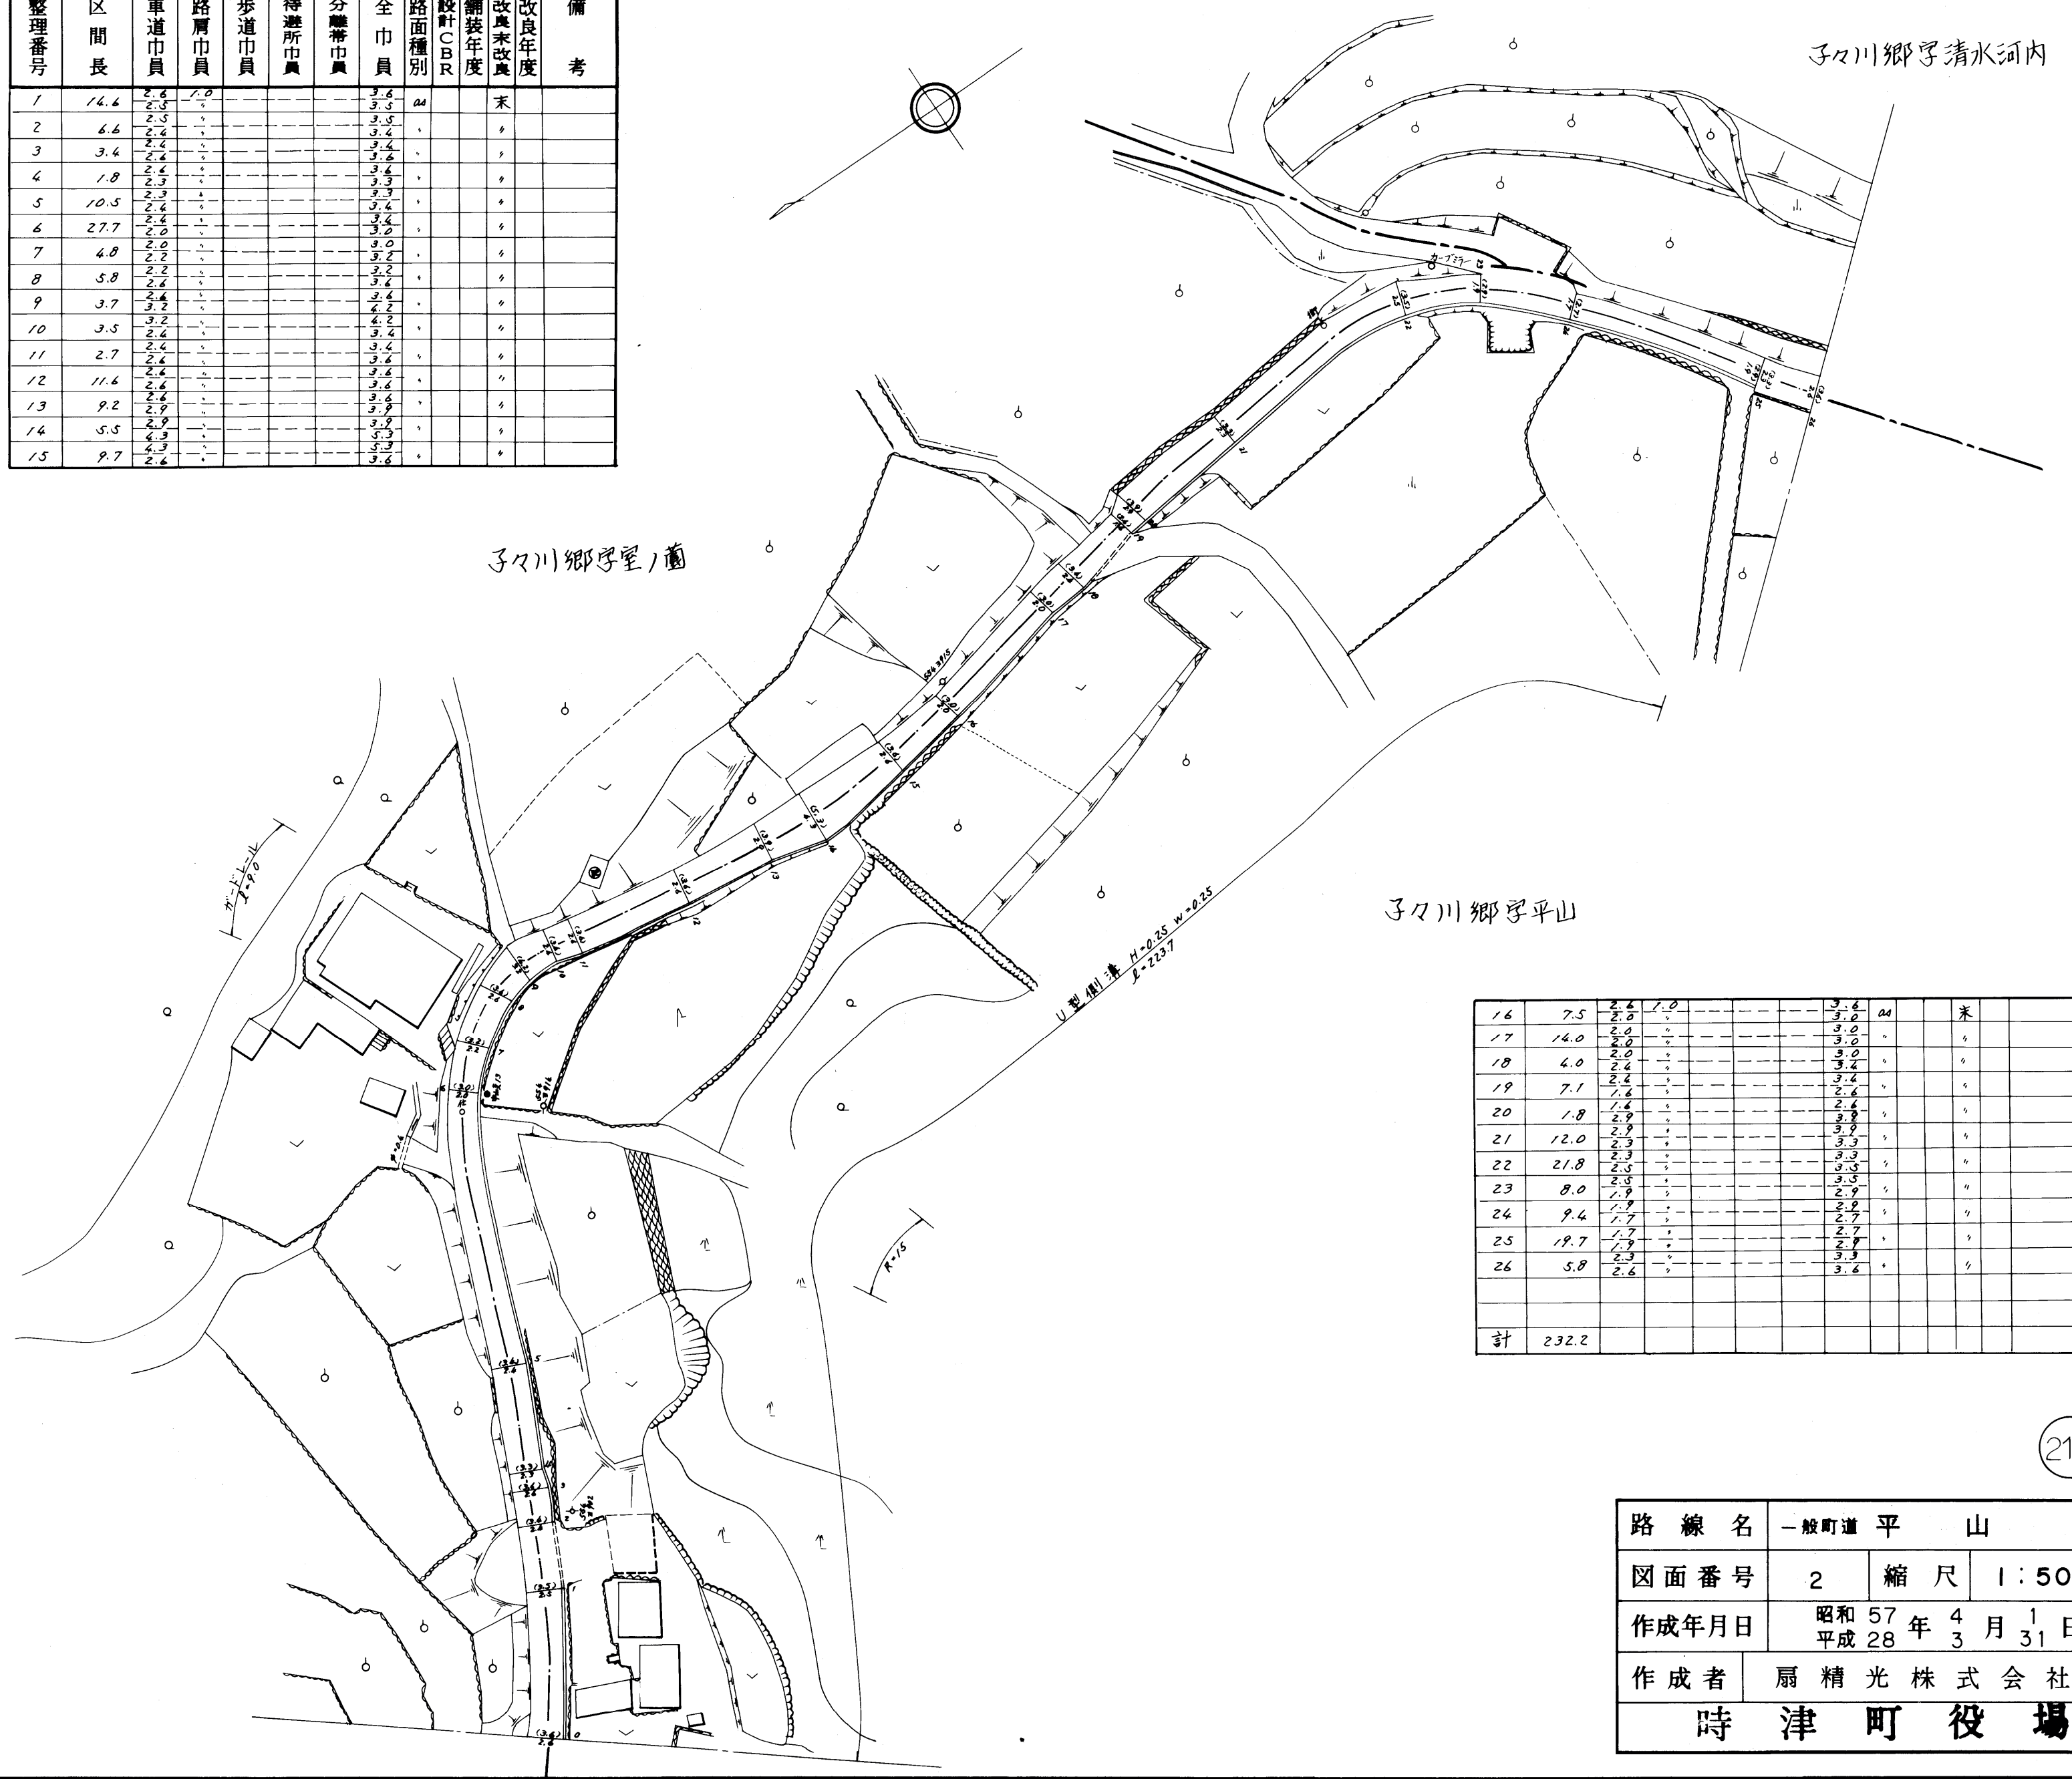 整理番号 区間長 車道巾員 路肩巾員 歩道巾員 待避所巾員 分離帯巾員 全巾員 路面種別 設計CBR 舗装年度 改良未改良 改良年度 備考
1 14.6 2.6 1.0 3.6 as 未
2.5 〃 3.5
2 6.6 2.5 〃 3.5 〃 〃
2.4 〃 3.4
3 3.4 2.4 〃 3.4 〃 〃
2.6 〃 3.6
4 1.8 2.6 〃 3.6 〃 〃
2.3 〃 3.3
5 10.5 2.3 〃 3.3 〃 〃
2.4 〃 3.4
6 27.7 2.4 〃 3.4 〃 〃
2.0 〃 3.0
7 4.8 2.0 〃 3.0 〃 〃
2.2 〃 3.2
8 5.8 2.2 〃 3.2 〃 〃
2.6 〃 3.6
9 3.7 2.6 〃 3.6 〃 〃
3.2 〃 4.2
10 3.5 3.2 〃 4.2 〃 〃
2.4 〃 3.4
11 2.7 2.4 〃 3.4 〃 〃
2.6 〃 3.6
12 11.6 2.6 〃 3.6 〃 〃
2.6 〃 3.6
13 9.2 2.6 〃 3.6 〃 〃
2.9 〃 3.9
14 5.5 2.9 〃 3.9 〃 〃
4.3 〃 5.3
15 9.7 4.3 〃 5.3 〃 〃
2.6 〃 3.6
子々川郷字清水河内
カーブミラー
子々川郷字室ノ薗
ガードレール
l=9.0
子々川郷字平山
U型側溝 H=0.25 W=0.25
l=223.7
R=15
16 7.5 2.6 1.0 3.6 as 未
2.0 〃 3.0
17 14.0 2.0 〃 3.0 〃 〃
2.0 〃 3.0
18 4.0 2.0 〃 3.0 〃 〃
2.4 〃 3.4
19 7.1 2.4 〃 3.4 〃 〃
1.6 〃 2.6
20 1.8 1.6 〃 2.6 〃 〃
2.9 〃 3.9
21 12.0 2.9 〃 3.9 〃 〃
2.3 〃 3.3
22 21.8 2.3 〃 3.3 〃 〃
2.5 〃 3.5
23 8.0 2.5 〃 3.5 〃 〃
1.9 〃 2.9
24 9.4 1.9 〃 2.9 〃 〃
1.7 〃 2.7
25 19.7 1.7 〃 2.7 〃 〃
1.9 〃 2.9
26 5.8 2.3 〃 3.3 〃 〃
2.6 〃 3.6
計 232.2
21
路線名 一般町道 平山
図面番号 2 縮尺 1:50
作成年月日 昭和 57 年 4 月 1 日
平成 28 3 31
作成者 扇精光株式会社
時津町役場